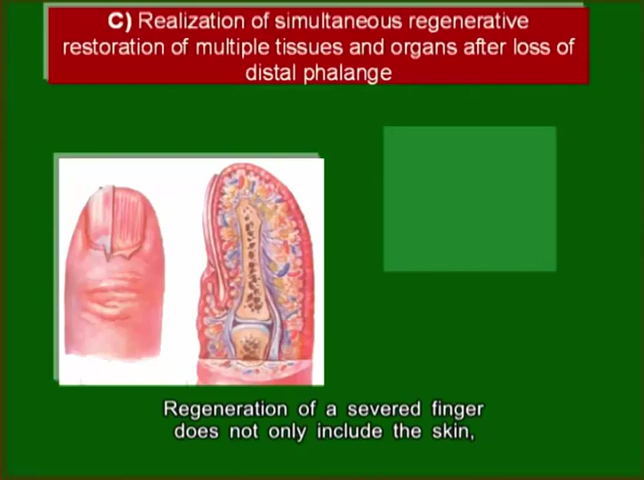 C) Realization of simultaneous regenerative
restoration of multiple tissues and organs after loss of
distal phalange
Regeneration of a severed finger
does not only include the skin,